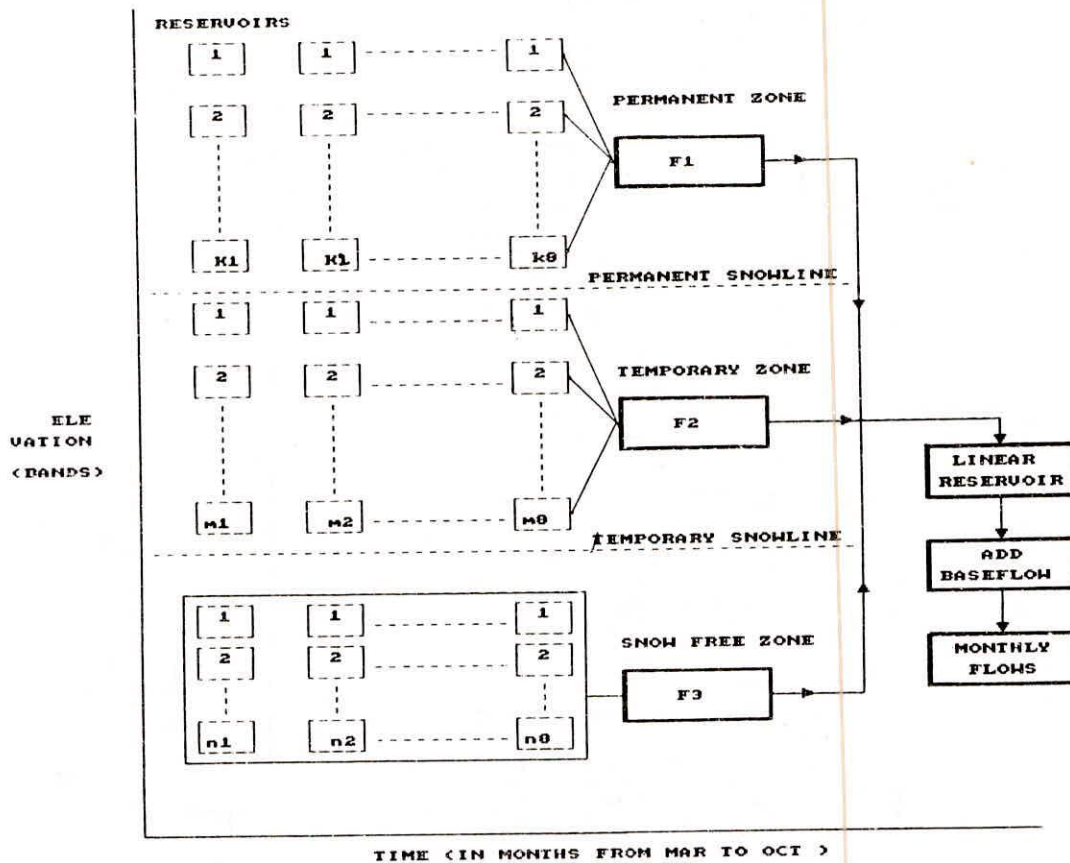 RESERVOIRS
1 1 1
PERMANENT ZONE
2 2 2
F1
K1 K2 k8
PERMANENT SNOWLINE
1 1 1
2 2 2
TEMPORARY ZONE
F2
ELE
VATION
(BANDS)
LINEAR
RESERVOIR
m1 m2 m8
TEMPORARY SNOWLINE
ADD
BASEFLOW
1 1 1
2 2 2
SNOW FREE ZONE
MONTHLY
FLOWS
F3
n1 n2 n8
TIME (IN MONTHS FROM MAR TO OCT )